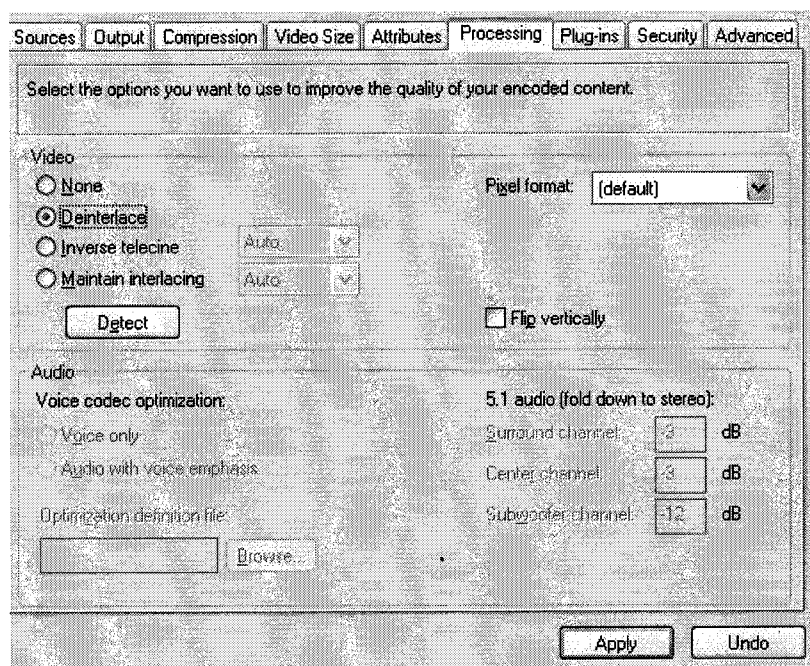 Sources Output Compression Video Size Attributes Processing Plug-ins Security Advanced
Select the options you want to use to improve the quality of your encoded content.
Video
None
Pixel format: (default)
Deinterlace
Inverse telecine Auto
Maintain interlacing Auto
Detect
Flip vertically
Audio
Voice codec optimization:
5.1 audio (fold down to stereo):
Voice only
Surround channel: -3 dB
Audio with voice emphasis
Center channel: -3 dB
Optimization definition file:
Subwoofer channel: -12 dB
Browse...
Apply Undo